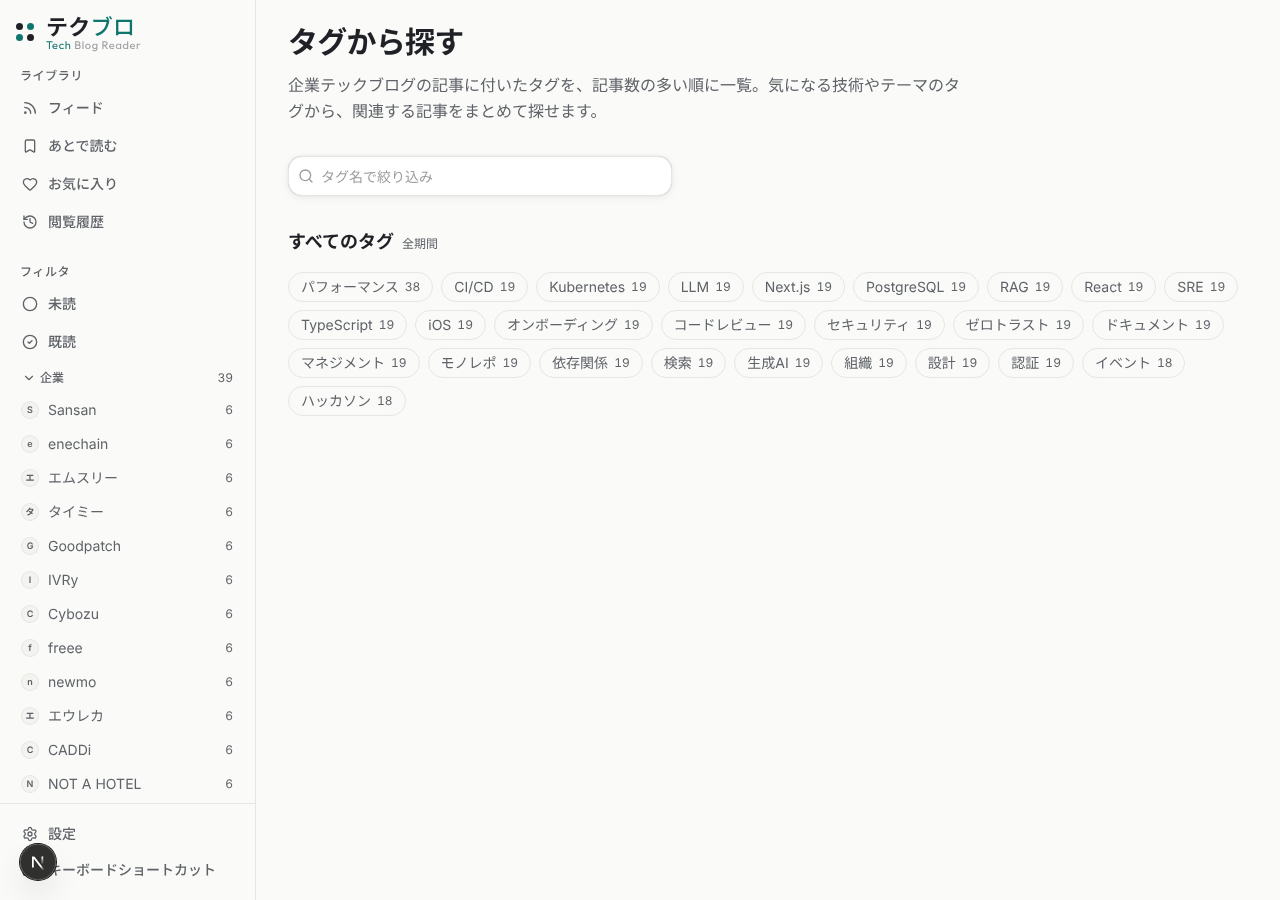 テクブロ
Tech Blog Reader
ライブラリ
フィード
あとで読む
お気に入り
閲覧履歴
フィルタ
未読
既読
企業 39
S Sansan 6
e enechain 6
エ エムスリー 6
タ タイミー 6
G Goodpatch 6
I IVRy 6
C Cybozu 6
f freee 6
n newmo 6
エ エウレカ 6
C CADDi 6
N NOT A HOTEL 6
設定
N キーボードショートカット
タグから探す
企業テックブログの記事に付いたタグを、記事数の多い順に一覧。気になる技術やテーマのタ
グから、関連する記事をまとめて探せます。
タグ名で絞り込み
すべてのタグ 全期間
パフォーマンス 38 CI/CD 19 Kubernetes 19 LLM 19 Next.js 19 PostgreSQL 19 RAG 19 React 19 SRE 19
TypeScript 19 iOS 19 オンボーディング 19 コードレビュー 19 セキュリティ 19 ゼロトラスト 19 ドキュメント 19
マネジメント 19 モノレポ 19 依存関係 19 検索 19 生成AI 19 組織 19 設計 19 認証 19 イベント 18
ハッカソン 18